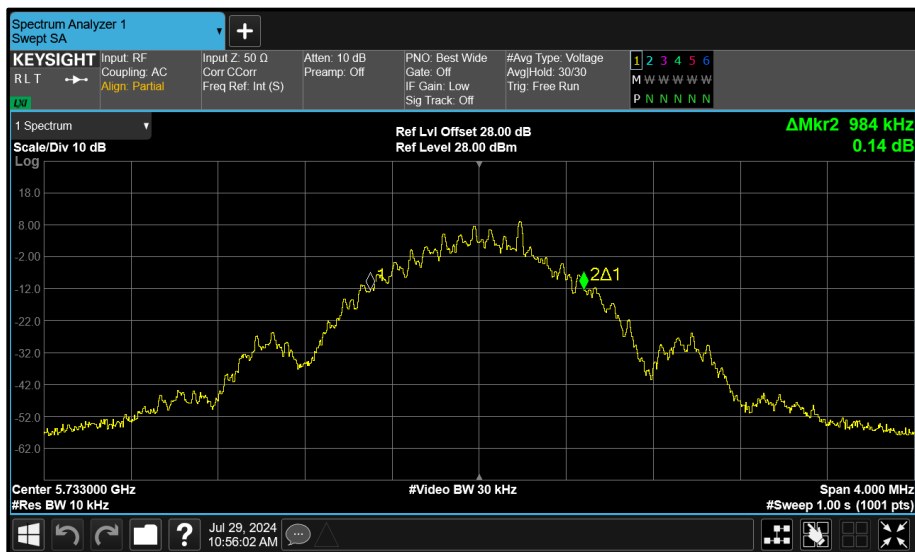 Spectrum Analyzer 1
Swept SA
+
KEYSIGHT
R L T
LXI
Input: RF
Coupling: AC
Align: Partial
Input Z: 50 Ω
Corr CCorr
Freq Ref: Int (S)
Atten: 10 dB
Preamp: Off
PNO: Best Wide
Gate: Off
IF Gain: Low
Sig Track: Off
#Avg Type: Voltage
Avg|Hold: 30/30
Trig: Free Run
1 2 3 4 5 6
M W W W W W
P N N N N N
1 Spectrum
Scale/Div 10 dB
Log
Ref Lvl Offset 28.00 dB
Ref Level 28.00 dBm
ΔMkr2 984 kHz
0.14 dB
18.0
8.00
-2.00
-12.0
-22.0
-32.0
-42.0
-52.0
-62.0
1
2Δ1
Center 5.733000 GHz
#Res BW 10 kHz
#Video BW 30 kHz
Span 4.000 MHz
#Sweep 1.00 s (1001 pts)
?
Jul 29, 2024
10:56:02 AM